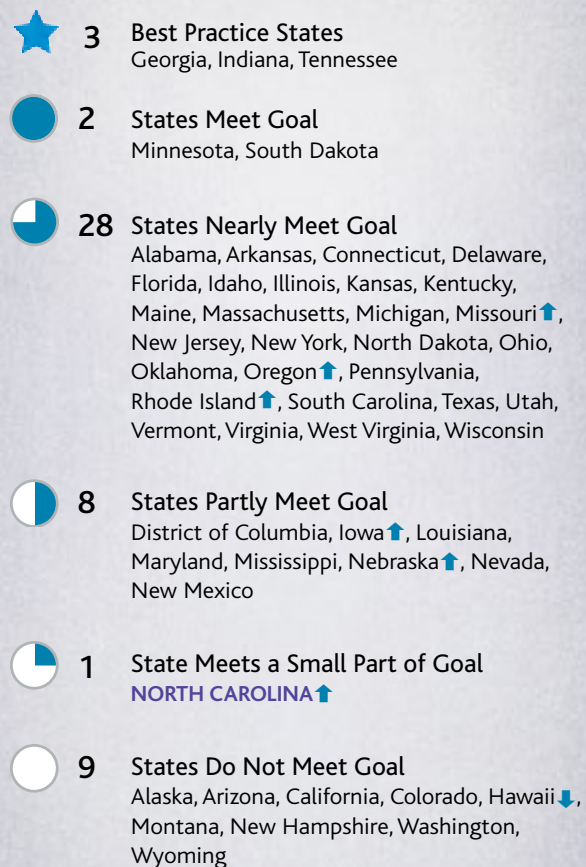 3 Best Practice States
Georgia, Indiana, Tennessee
2 States Meet Goal
Minnesota, South Dakota
28 States Nearly Meet Goal
Alabama, Arkansas, Connecticut, Delaware,
Florida, Idaho, Illinois, Kansas, Kentucky,
Maine, Massachusetts, Michigan, Missouri⬆,
New Jersey, New York, North Dakota, Ohio,
Oklahoma, Oregon⬆, Pennsylvania,
Rhode Island⬆, South Carolina, Texas, Utah,
Vermont, Virginia, West Virginia, Wisconsin
8 States Partly Meet Goal
District of Columbia, Iowa⬆, Louisiana,
Maryland, Mississippi, Nebraska⬆, Nevada,
New Mexico
1 State Meets a Small Part of Goal
NORTH CAROLINA⬆
9 States Do Not Meet Goal
Alaska, Arizona, California, Colorado, Hawaii⬇,
Montana, New Hampshire, Washington,
Wyoming